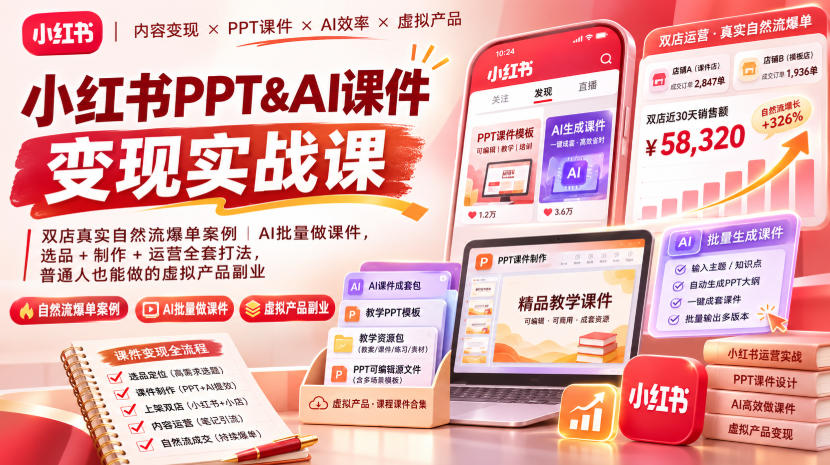 小红书
内容变现 × PPT课件 × AI效率 × 虚拟产品
小红书PPT&AI课件
变现实战课
双店真实自然流爆单案例 | AI批量做课件，
选品 + 制作 + 运营全套打法，
普通人也能做的虚拟产品副业
自然流爆单案例
AI批量做课件
虚拟产品副业
课件变现全流程
选品定位（高需求选题）
课件制作（PPT+AI提效）
上架双店（小红书+小店）
内容运营（笔记引流）
自然流成交（持续爆单）
AI AI课件成套包
P 教学PPT模板
教学资源包
（教案/课件/练习/素材）
P PPT可编辑源文件
（含多场景模板）
虚拟产品·课程课件合集
10:24
小红书
关注 发现 直播
PPT课件模板
可编辑 | 教学 | 培训
1.2万
AI生成课件
一键成套·高效省时
AI
3.6万
双店运营·真实自然流爆单
店铺A（课件店）
成交订单 2,847单
店铺B（模板店）
成交订单 1,936单
双店近30天销售额
¥58,320
自然流增长
+326%
P PPT课件制作
精品教学课件
可编辑·可商用·成套资源
AI 批量生成课件
输入主题 / 知识点
自动生成PPT大纲
一键成套课件
批量输出多版本
小红书
小红书运营实战
PPT课件设计
AI高效做课件
虚拟产品变现